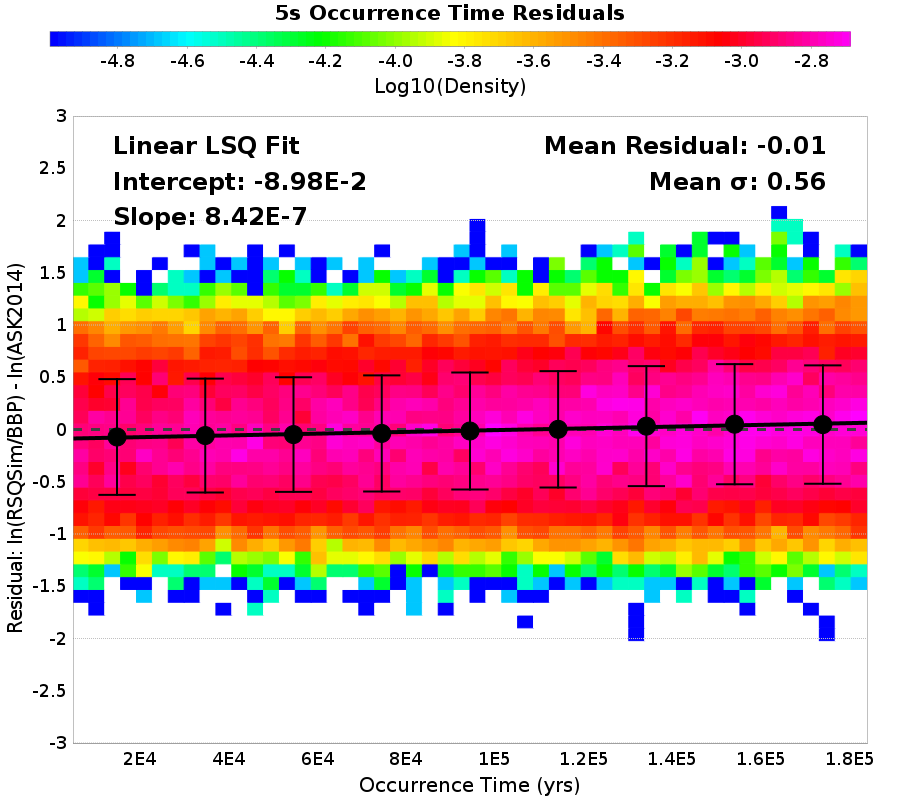 5s Occurrence Time Residuals
-4.8 -4.6 -4.4 -4.2 -4.0 -3.8 -3.6 -3.4 -3.2 -3.0 -2.8
Log10(Density)
Linear LSQ Fit
Intercept: -8.98E-2
Slope: 8.42E-7
Mean Residual: -0.01
Mean σ: 0.56
3
2.5
2
1.5
1
0.5
0
-0.5
-1
-1.5
-2
-2.5
-3
Residual: ln(RSQSim/BBP) - ln(ASK2014)
2E4 4E4 6E4 8E4 1E5 1.2E5 1.4E5 1.6E5 1.8E5
Occurrence Time (yrs)